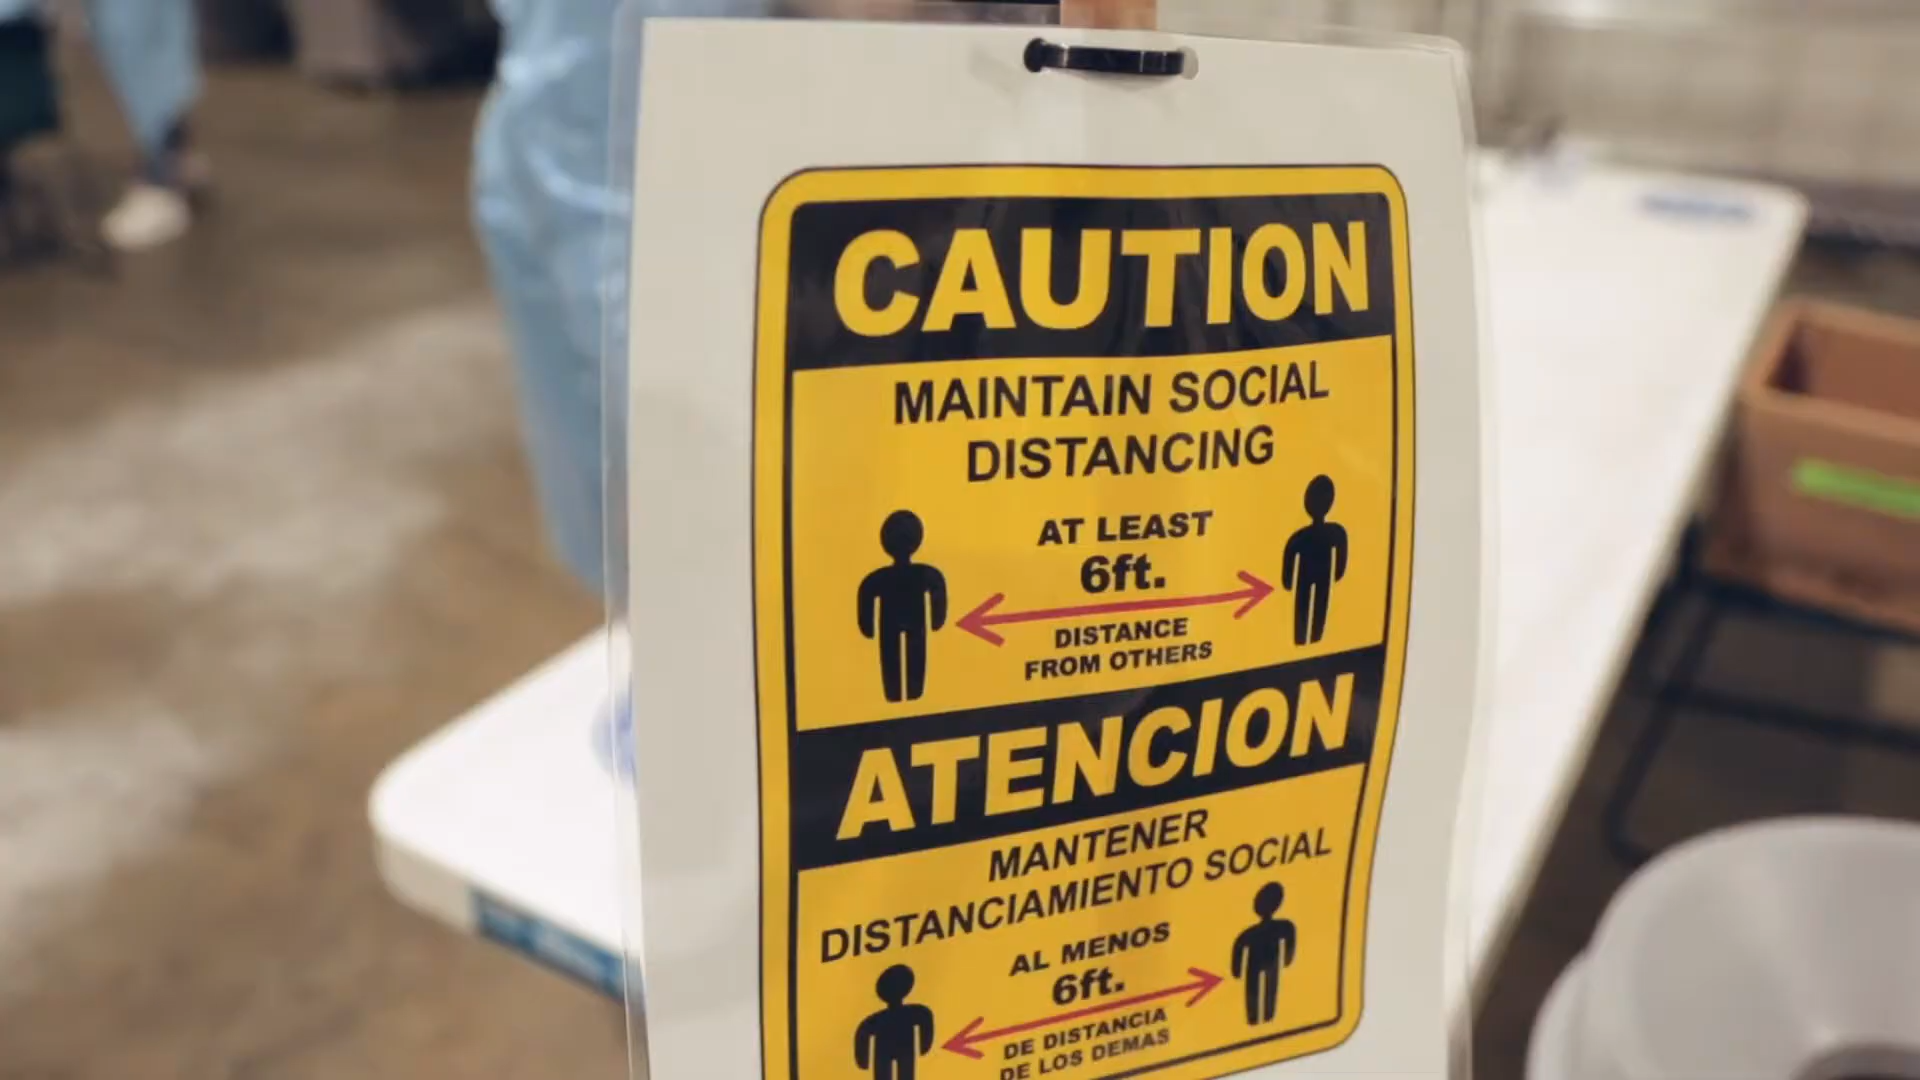 CAUTION
MAINTAIN SOCIAL
DISTANCING
AT LEAST
6ft.
DISTANCE
FROM OTHERS
ATENCION
MANTENER
DISTANCIAMIENTO SOCIAL
AL MENOS
6ft.
DE DISTANCIA
DE LOS DEMAS